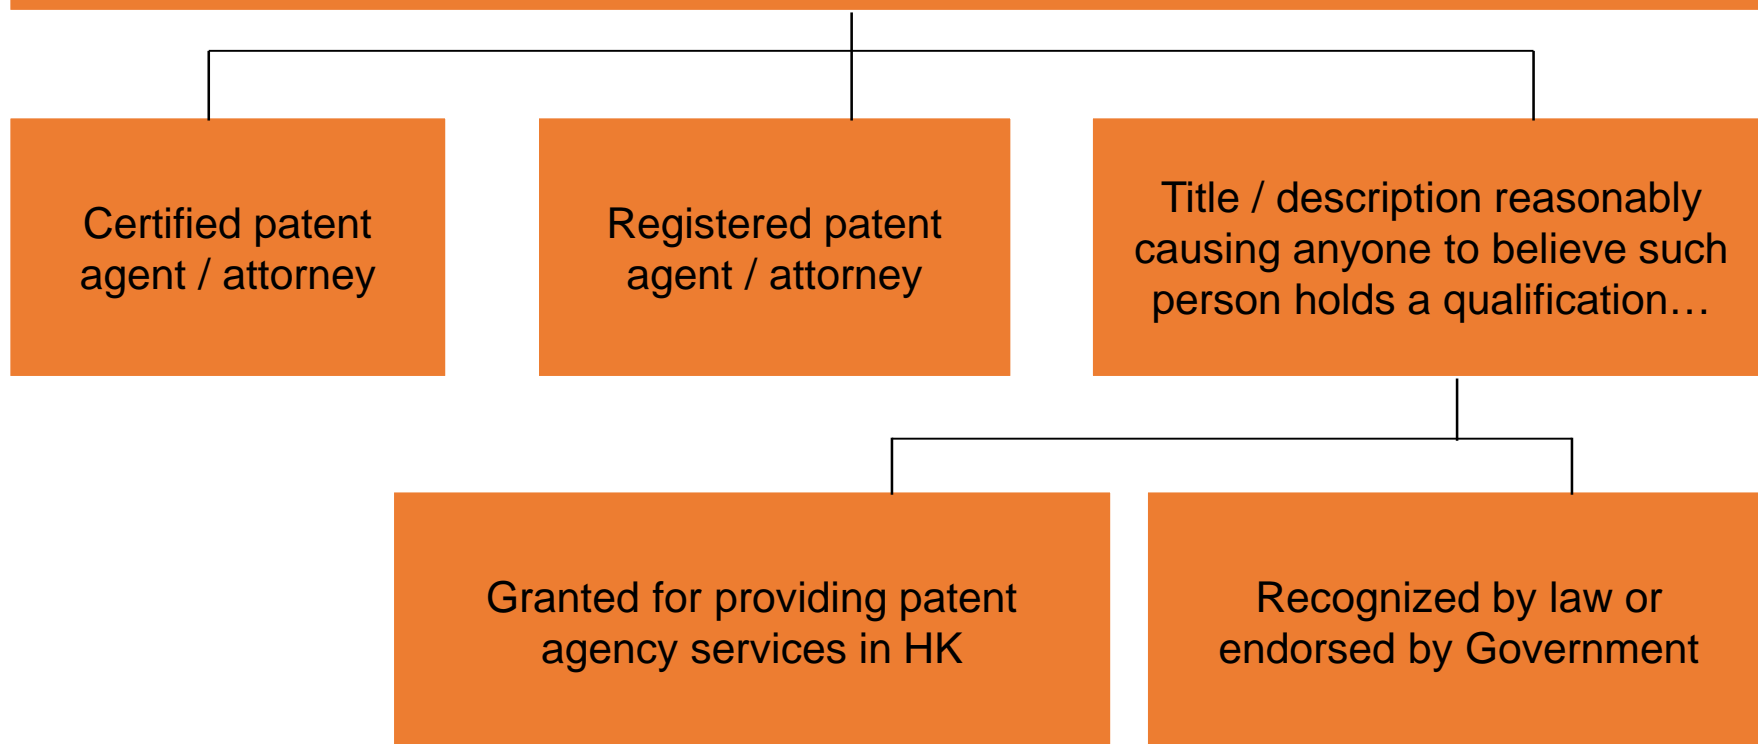 Certified patent
agent / attorney
Registered patent
agent / attorney
Title / description reasonably
causing anyone to believe such
person holds a qualification…
Granted for providing patent
agency services in HK
Recognized by law or
endorsed by Government